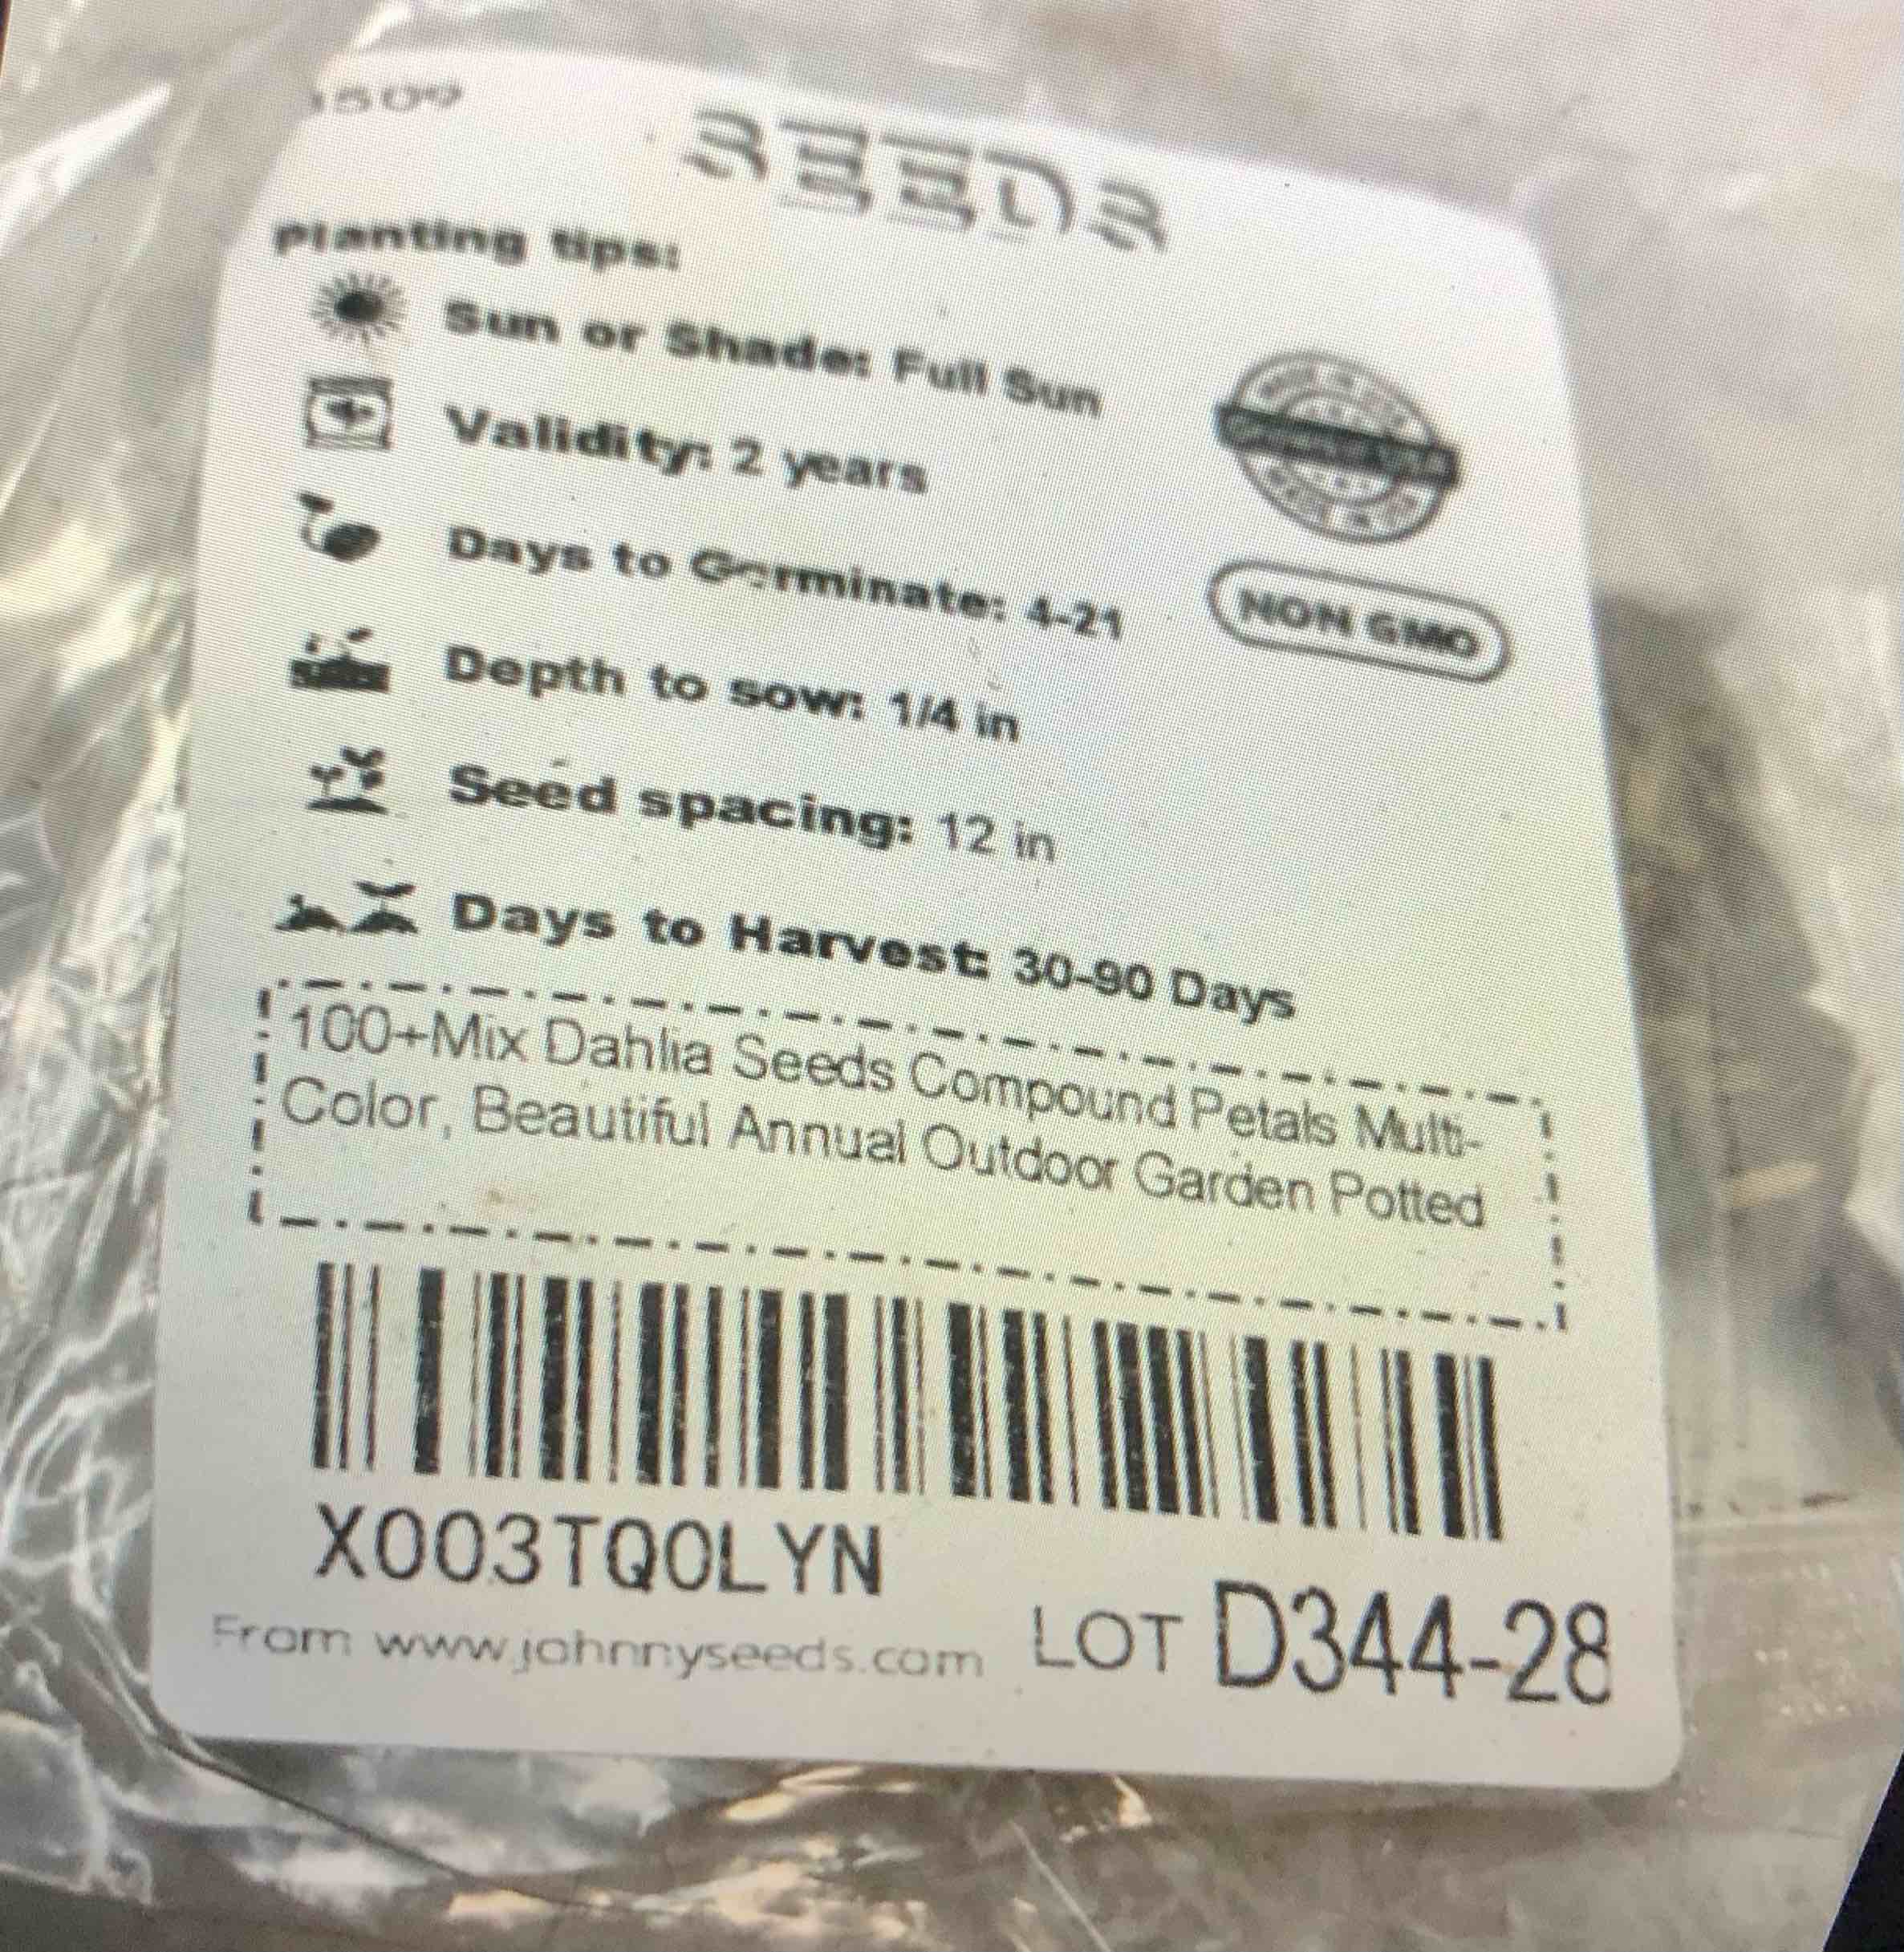 1509
SEEDS
Planting tips:
Sun or Shade: Full Sun
Validity: 2 years
Days to Germinate: 4-21
NON GMO
Depth to sow: 1/4 in
Seed spacing: 12 in
Days to Harvest: 30-90 Days
100+Mix Dahlia Seeds Compound Petals Multi-
Color, Beautiful Annual Outdoor Garden Potted
X003TQ0LYN
From www.johnnyseeds.com LOT D344-28